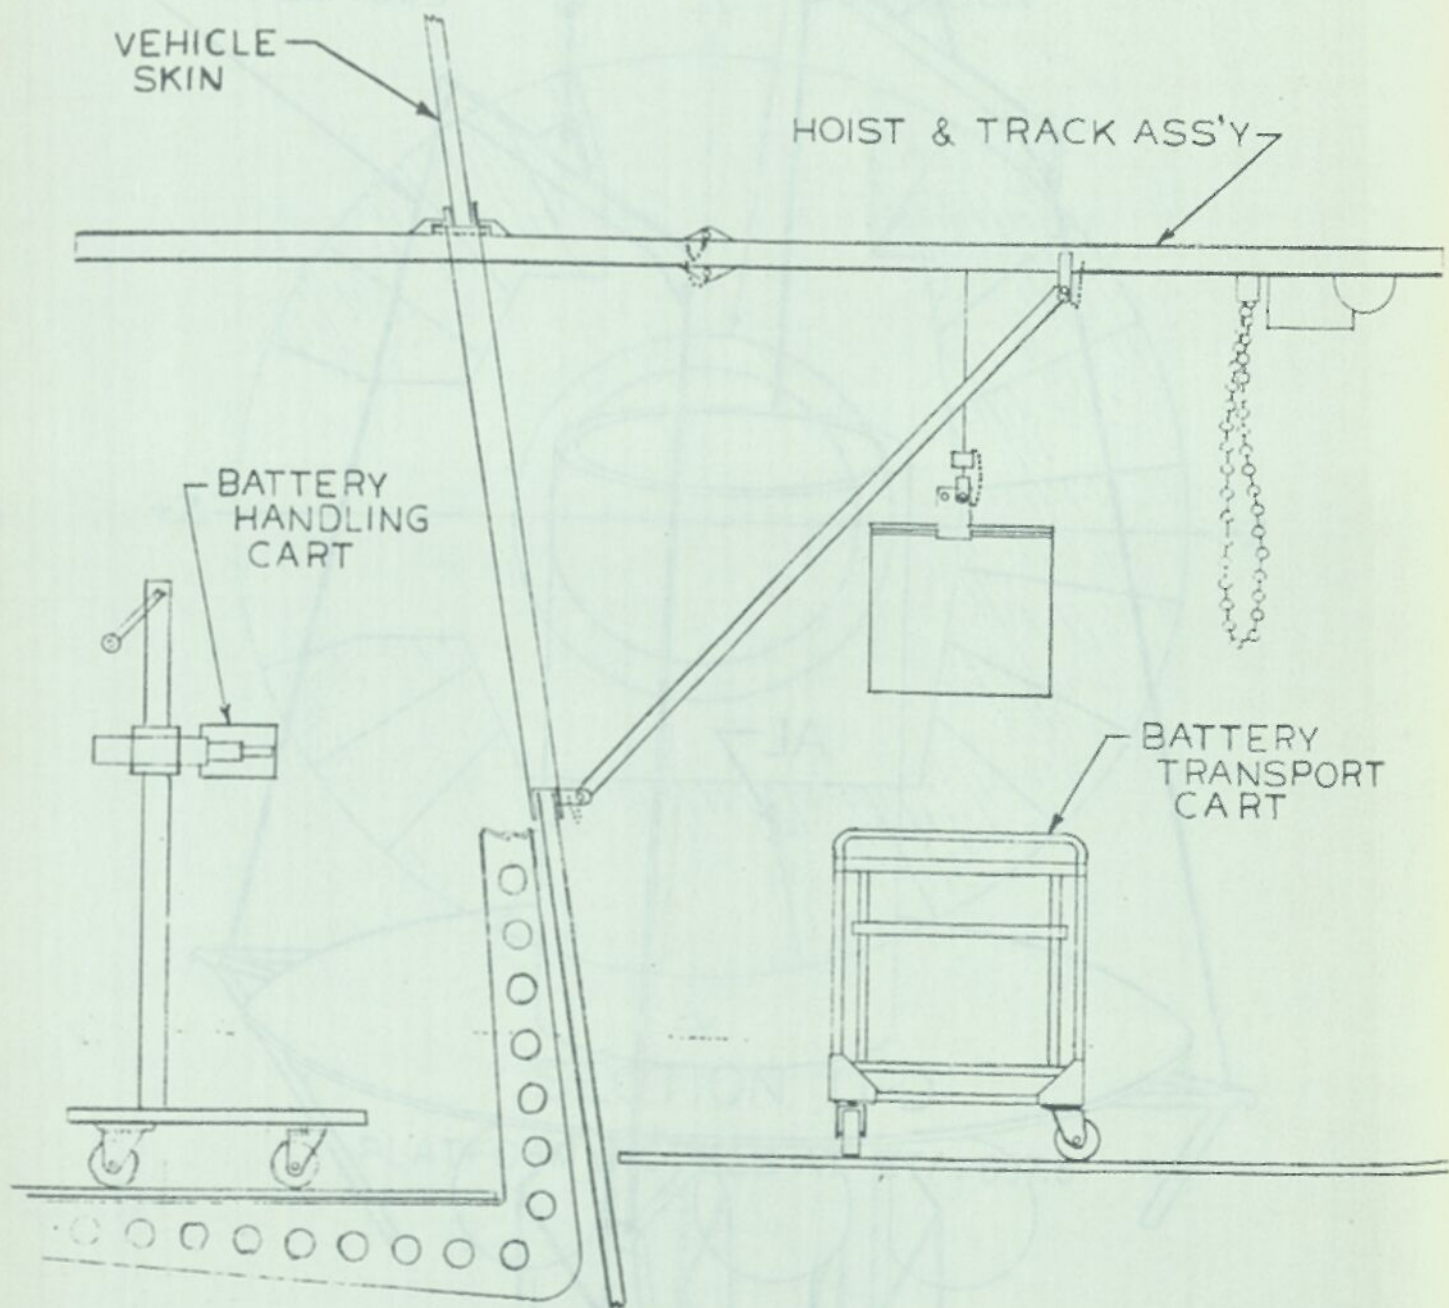 VEHICLE
SKIN
HOIST & TRACK ASS'Y
BATTERY
HANDLING
CART
BATTERY
TRANSPORT
CART